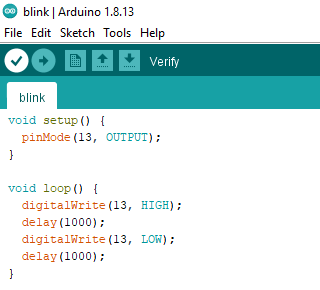 blink | Arduino 1.8.13
File Edit Sketch Tools Help
Verify
blink
void setup() {
  pinMode(13, OUTPUT);
}

void loop() {
  digitalWrite(13, HIGH);
  delay(1000);
  digitalWrite(13, LOW);
  delay(1000);
}